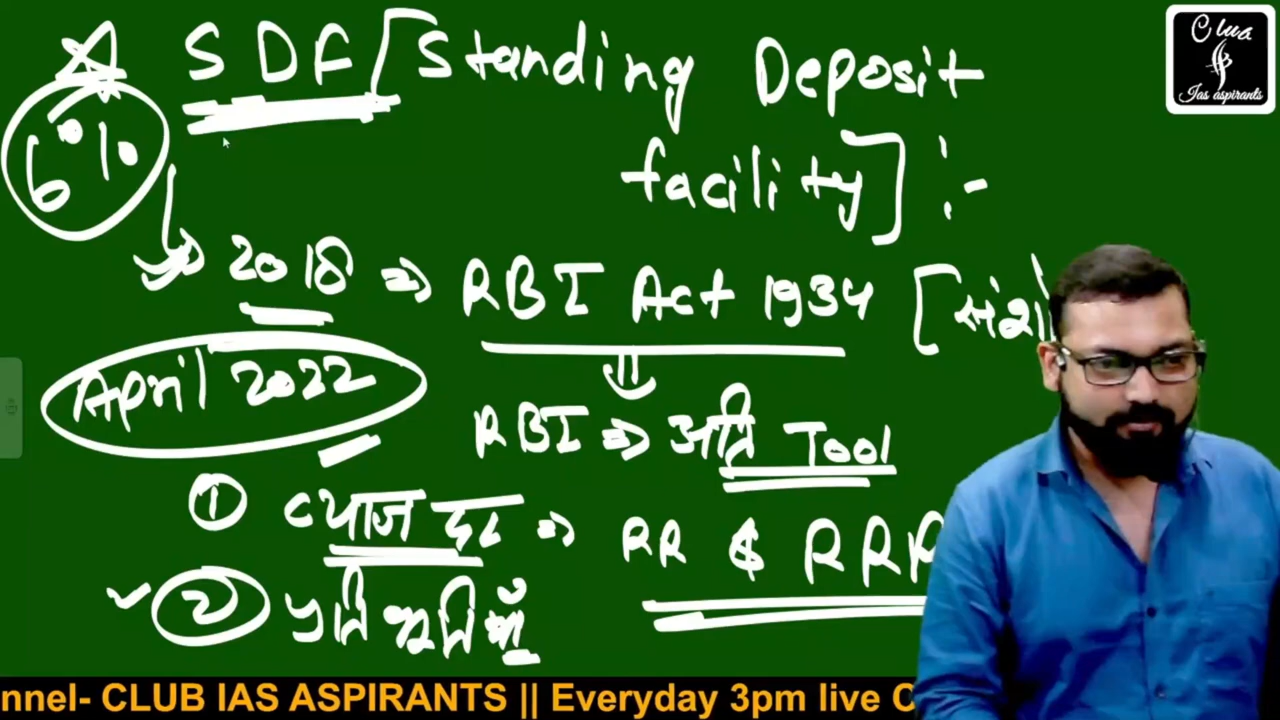 SDF [Standing Deposit
facility] :-
6%
2018 ⇒ RBI Act 1934 [संशो
April 2022
RBI ⇒ अति Tool
① ब्याज दर ⇒ RR & RRR
② प्रतिभूतियाँ
Club
Ias aspirants
nnel- CLUB IAS ASPIRANTS || Everyday 3pm live C